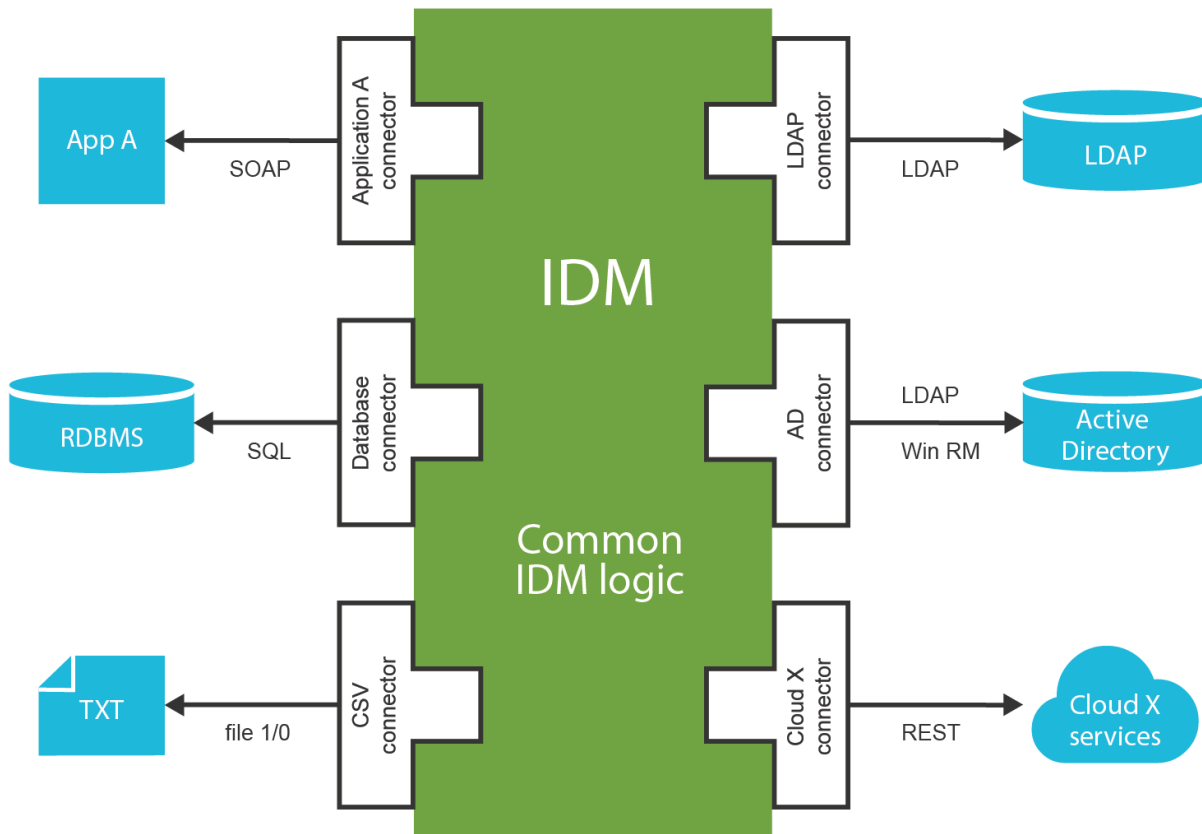 App A
SOAP
Application A
connector
LDAP
connector
LDAP
LDAP
IDM
RDBMS
SQL
Database
connector
AD
connector
LDAP
Win RM
Active
Directory
Common
IDM logic
TXT
file 1/0
CSV
connector
Cloud X
connector
REST
Cloud X
services